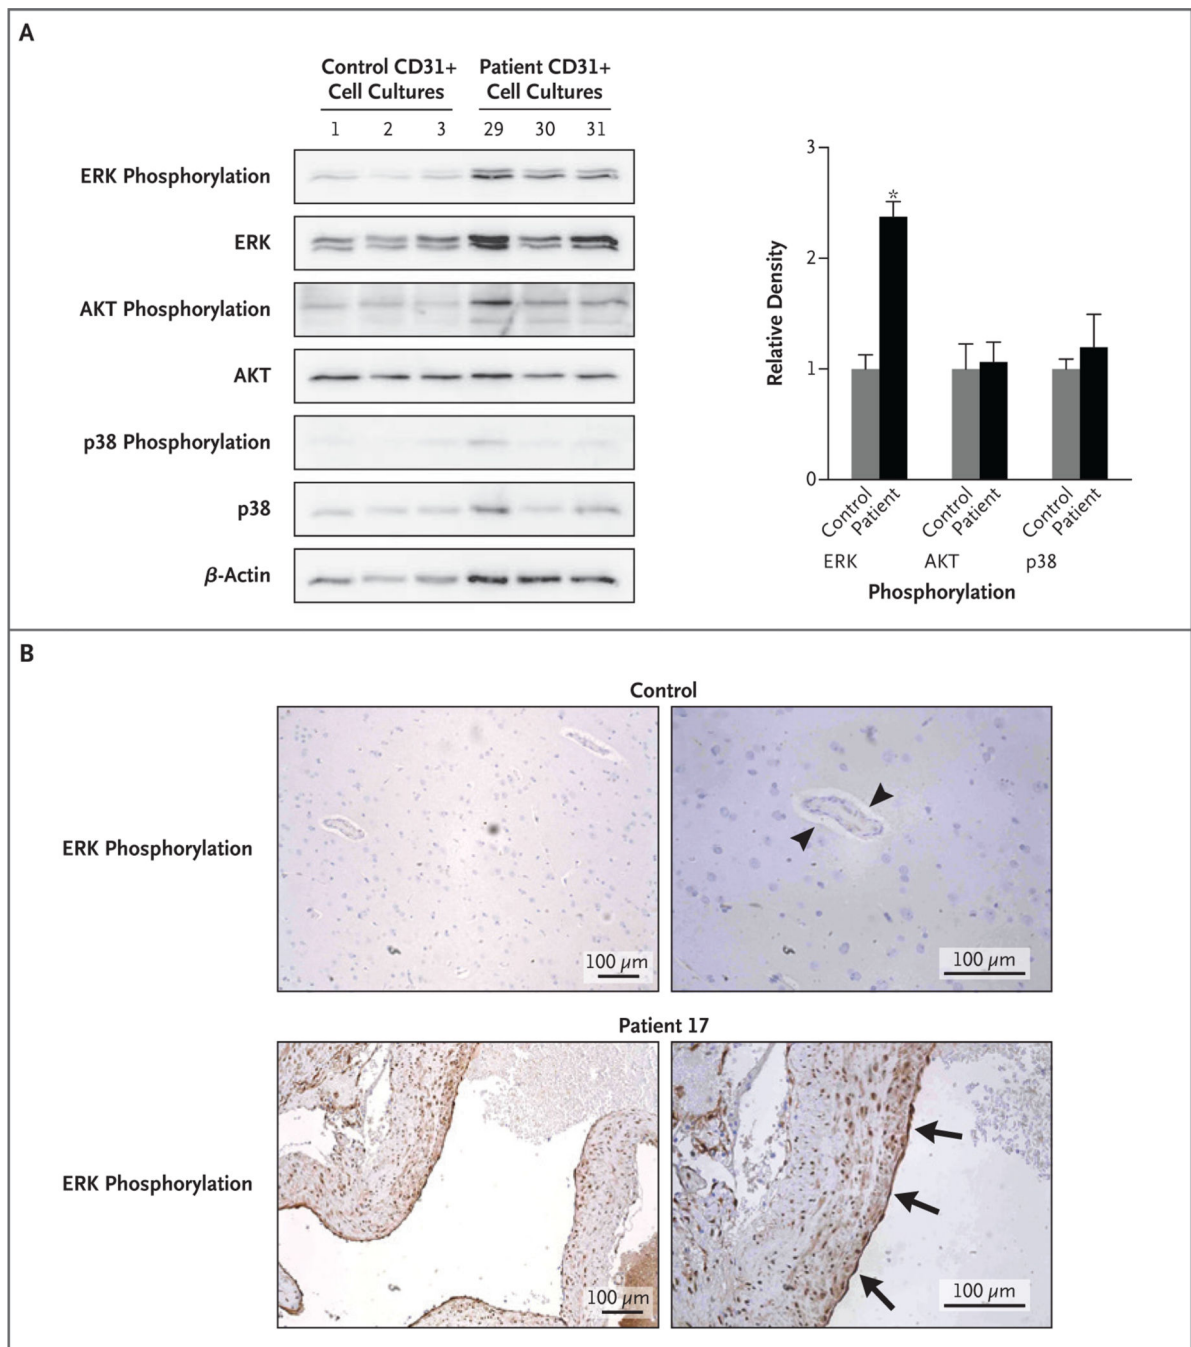 A
Control CD31+
Cell Cultures
Patient CD31+
Cell Cultures
1 2 3 29 30 31
ERK Phosphorylation
ERK
AKT Phosphorylation
AKT
p38 Phosphorylation
p38
β-Actin
3
2
1
0
Relative Density
*
Control Patient Control Patient Control Patient
ERK AKT p38
Phosphorylation
B
Control
ERK Phosphorylation
100 µm 100 µm
Patient 17
ERK Phosphorylation
100 µm 100 µm